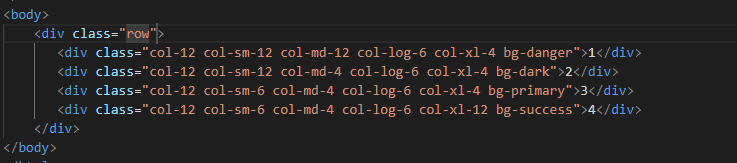 <body>
<div class="row">
<div class="col-12 col-sm-12 col-md-12 col-log-6 col-xl-4 bg-danger">1</div>
<div class="col-12 col-sm-12 col-md-4 col-log-6 col-xl-4 bg-dark">2</div>
<div class="col-12 col-sm-6 col-md-4 col-log-6 col-xl-4 bg-primary">3</div>
<div class="col-12 col-sm-6 col-md-4 col-log-6 col-xl-12 bg-success">4</div>
</div>
</body>